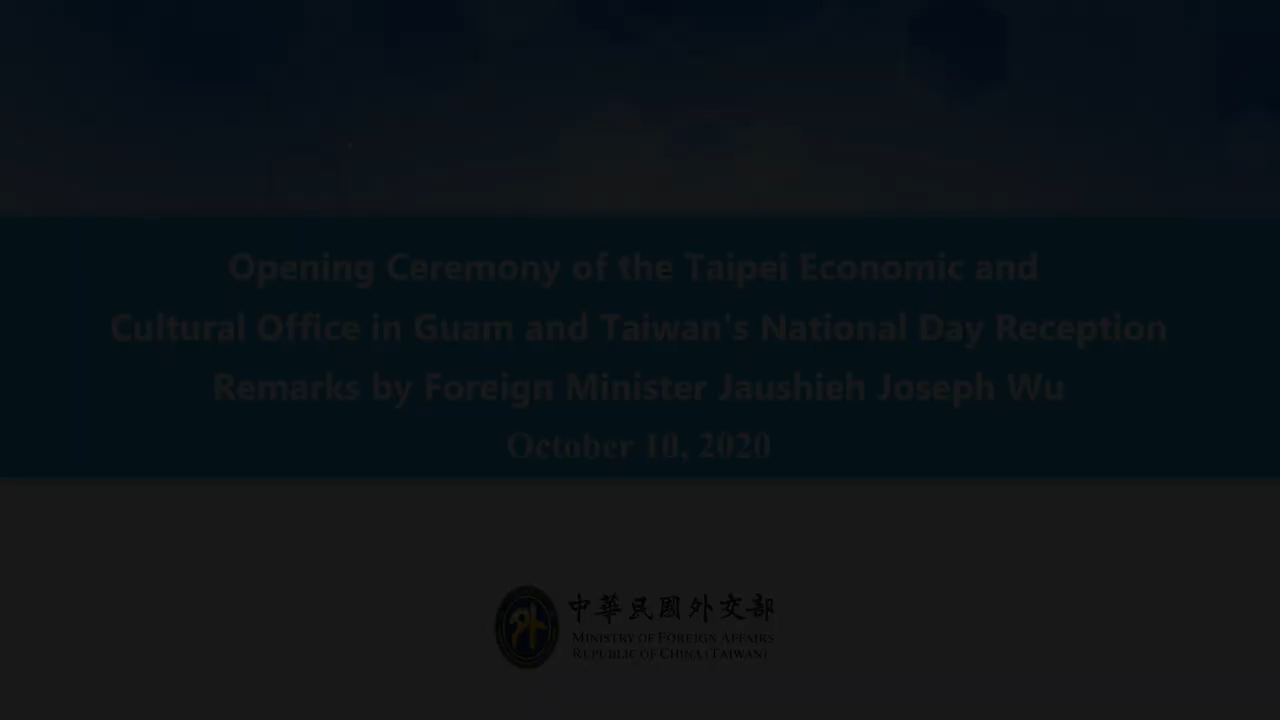 Opening Ceremony of the Taipei Economic and
Cultural Office in Guam and Taiwan's National Day Reception
Remarks by Foreign Minister Jaushieh Joseph Wu
October 10, 2020
中華民國外交部
MINISTRY OF FOREIGN AFFAIRS
REPUBLIC OF CHINA (TAIWAN)